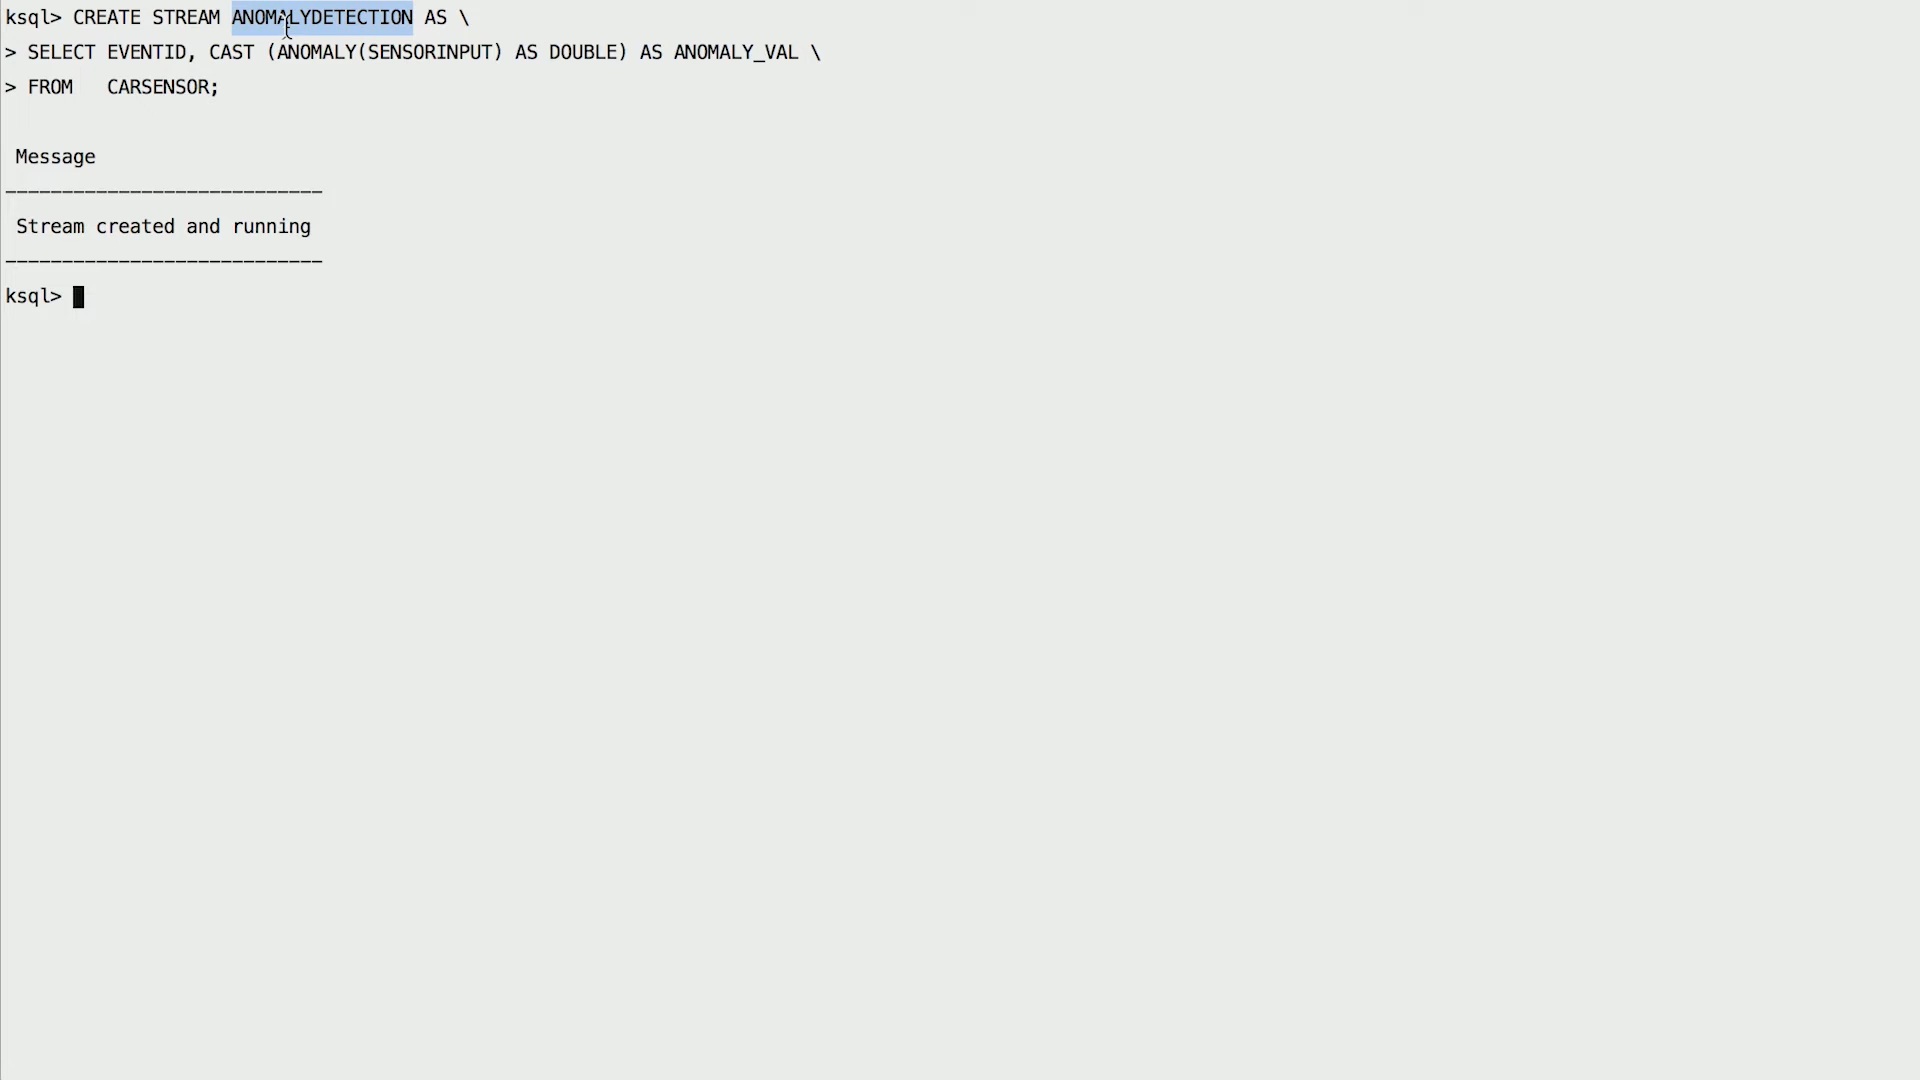 ksql> CREATE STREAM ANOMALYDETECTION AS \
> SELECT EVENTID, CAST (ANOMALY(SENSORINPUT) AS DOUBLE) AS ANOMALY_VAL \
> FROM   CARSENSOR;
Message
----------------------------
Stream created and running
----------------------------
ksql>